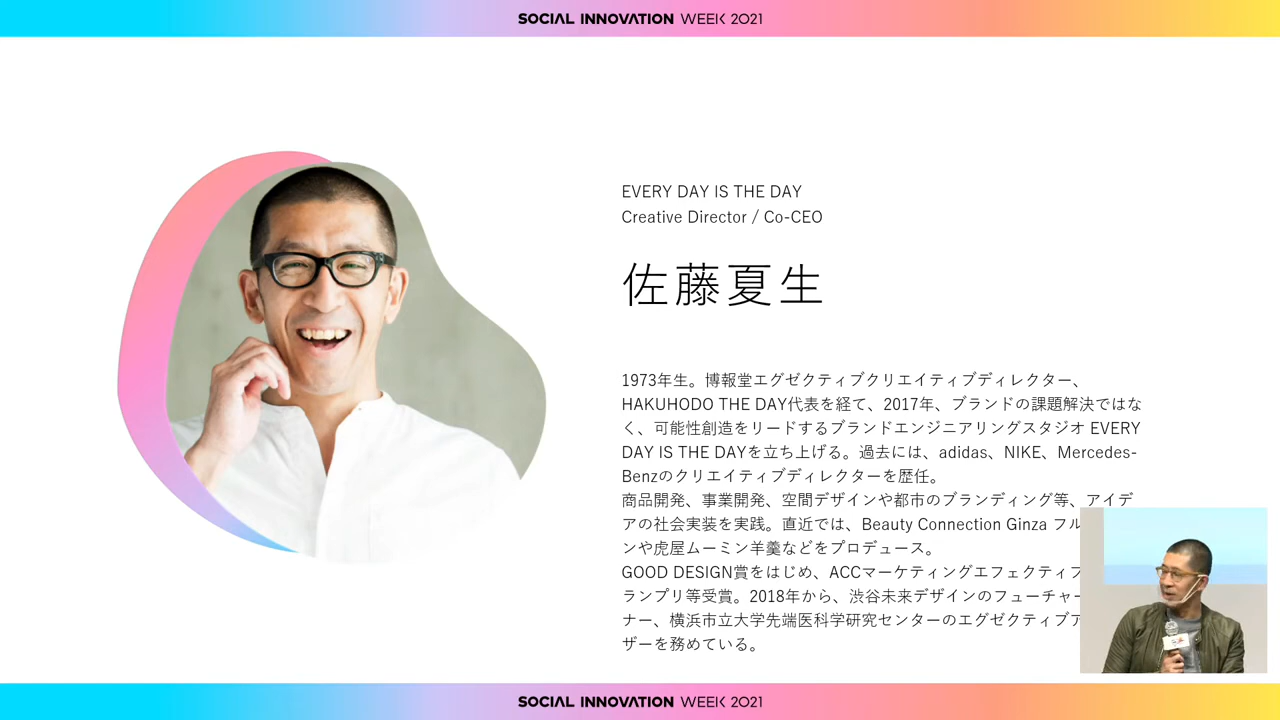 SOCIAL INNOVATION WEEK 2021
EVERY DAY IS THE DAY
Creative Director / Co-CEO
佐藤夏生
1973年生。博報堂エグゼクティブクリエイティブディレクター、
HAKUHODO THE DAY代表を経て、2017年、ブランドの課題解決ではな
く、可能性創造をリードするブランドエンジニアリングスタジオ EVERY
DAY IS THE DAYを立ち上げる。過去には、adidas、NIKE、Mercedes-
Benzのクリエイティブディレクターを歴任。
商品開発、事業開発、空間デザインや都市のブランディング等、アイデ
アの社会実装を実践。直近では、Beauty Connection Ginza フル
ンや虎屋ムーミン羊羹などをプロデュース。
GOOD DESIGN賞をはじめ、ACCマーケティングエフェクティブ
ランプリ等受賞。2018年から、渋谷未来デザインのフューチャー
ナー、横浜市立大学先端医科学研究センターのエグゼクティブア
ザーを務めている。
SOCIAL INNOVATION WEEK 2021